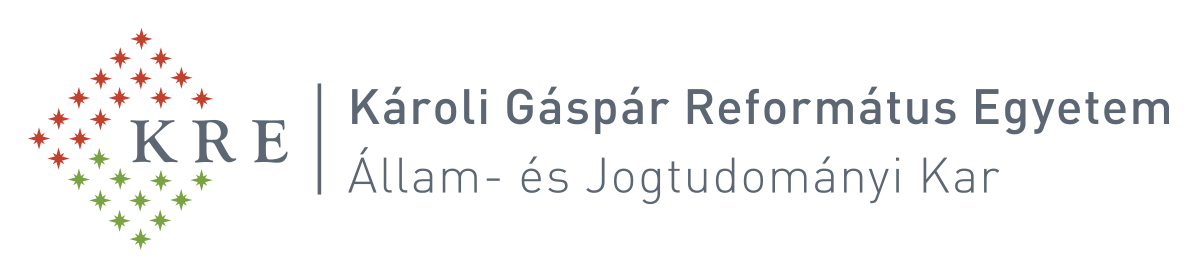 KRE
Károli Gáspár Református Egyetem
Állam- és Jogtudományi Kar